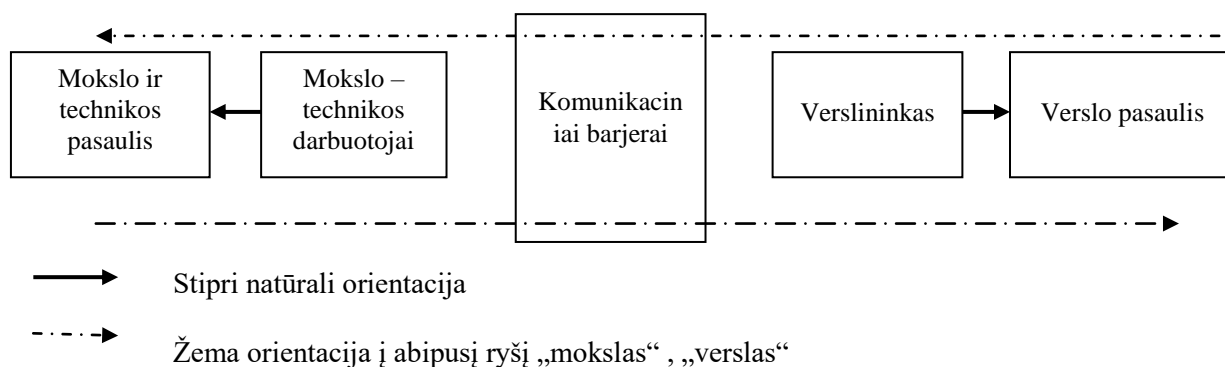 Mokslo ir
technikos
pasaulis
Mokslo –
technikos
darbuotojai
Komunikacin
iai barjerai
Verslininkas
Verslo pasaulis
Stipri natūrali orientacija
Žema orientacija į abipusį ryšį „mokslas“ , „verslas“